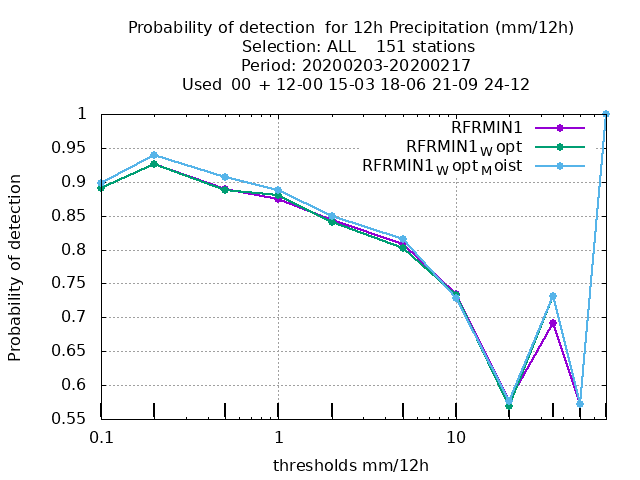 Probability of detection  for 12h Precipitation (mm/12h)
Selection: ALL    151 stations
Period: 20200203-20200217
Used  00  + 12-00 15-03 18-06 21-09 24-12
RFRMIN1
RFRMIN1Wopt
RFRMIN1WoptMoist
Probability of detection
1
0.95
0.9
0.85
0.8
0.75
0.7
0.65
0.6
0.55
0.1 1 10
thresholds mm/12h